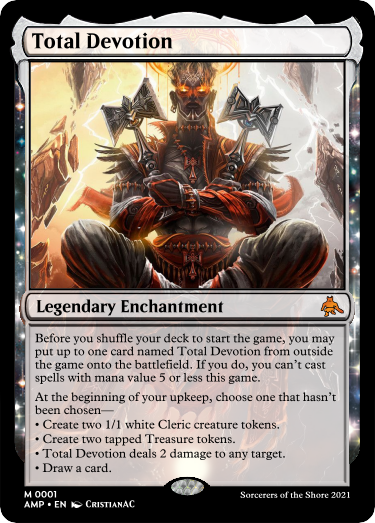 Total Devotion
Legendary Enchantment
Before you shuffle your deck to start the game, you may
put up to one card named Total Devotion from outside
the game onto the battlefield. If you do, you can't cast
spells with mana value 5 or less this game.
At the beginning of your upkeep, choose one that hasn't
been chosen—
• Create two 1/1 white Cleric creature tokens.
• Create two tapped Treasure tokens.
• Total Devotion deals 2 damage to any target.
• Draw a card.
M 0001
AMP • EN CristianAC
Sorcerers of the Shore 2021